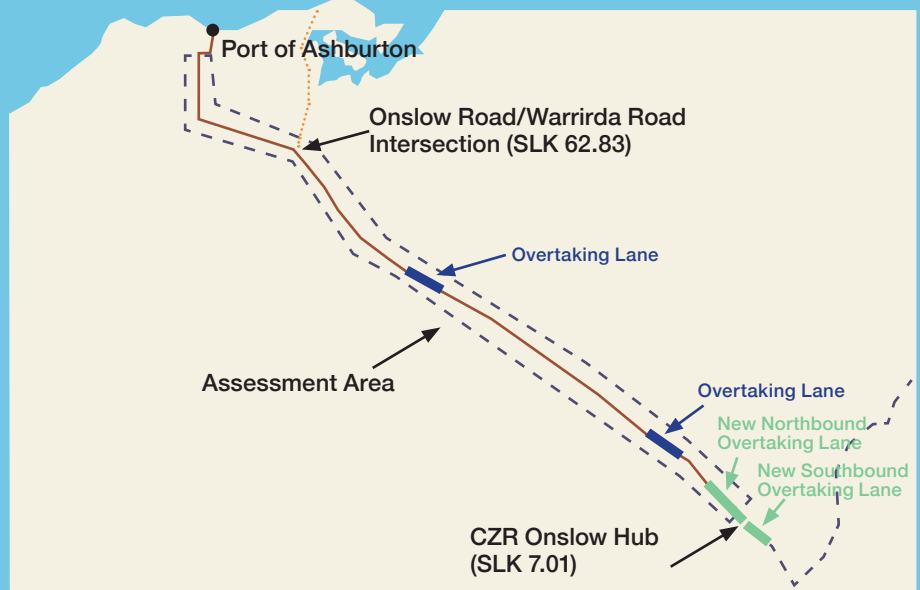 Port of Ashburton
Onslow Road/Warrirda Road
Intersection (SLK 62.83)
Overtaking Lane
Assessment Area
Overtaking Lane
New Northbound
Overtaking Lane
New Southbound
Overtaking Lane
CZR Onslow Hub
(SLK 7.01)